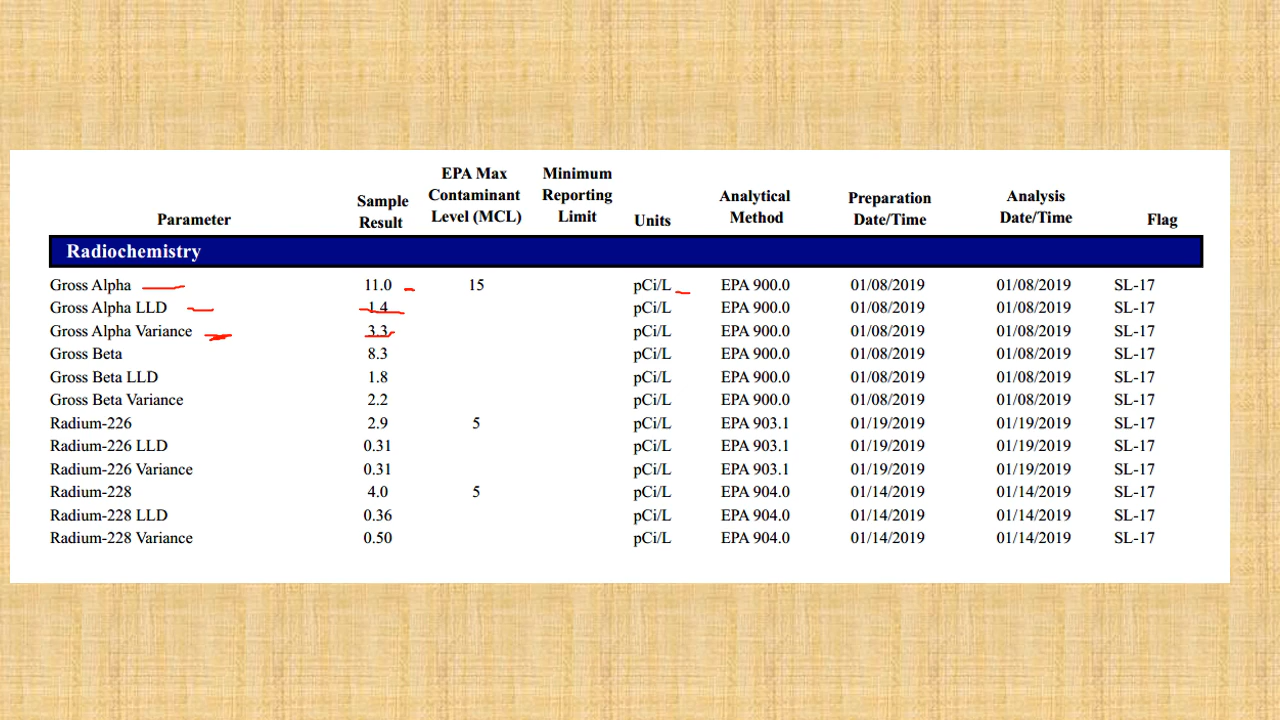 Parameter Sample Result EPA Max Contaminant Level (MCL) Minimum Reporting Limit Units Analytical Method Preparation Date/Time Analysis Date/Time Flag
Radiochemistry
Gross Alpha 11.0 15 pCi/L EPA 900.0 01/08/2019 01/08/2019 SL-17
Gross Alpha LLD 1.4 pCi/L EPA 900.0 01/08/2019 01/08/2019 SL-17
Gross Alpha Variance 3.3 pCi/L EPA 900.0 01/08/2019 01/08/2019 SL-17
Gross Beta 8.3 pCi/L EPA 900.0 01/08/2019 01/08/2019 SL-17
Gross Beta LLD 1.8 pCi/L EPA 900.0 01/08/2019 01/08/2019 SL-17
Gross Beta Variance 2.2 pCi/L EPA 900.0 01/08/2019 01/08/2019 SL-17
Radium-226 2.9 5 pCi/L EPA 903.1 01/19/2019 01/19/2019 SL-17
Radium-226 LLD 0.31 pCi/L EPA 903.1 01/19/2019 01/19/2019 SL-17
Radium-226 Variance 0.31 pCi/L EPA 903.1 01/19/2019 01/19/2019 SL-17
Radium-228 4.0 5 pCi/L EPA 904.0 01/14/2019 01/14/2019 SL-17
Radium-228 LLD 0.36 pCi/L EPA 904.0 01/14/2019 01/14/2019 SL-17
Radium-228 Variance 0.50 pCi/L EPA 904.0 01/14/2019 01/14/2019 SL-17